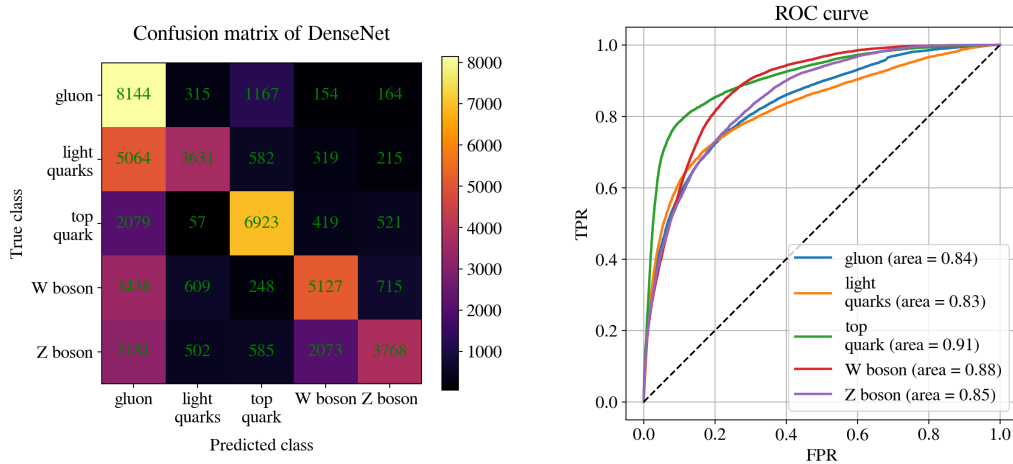 Confusion matrix of DenseNet
True class
gluon
light
quarks
top
quark
W boson
Z boson
8144 315 1167 154 164
5064 3631 582 319 215
2079 57 6923 419 521
3438 609 248 5127 715
3181 502 585 2073 3768
gluon light quarks top quark W boson Z boson
Predicted class
8000
7000
6000
5000
4000
3000
2000
1000
ROC curve
TPR
1.0
0.8
0.6
0.4
0.2
0.0
0.0 0.2 0.4 0.6 0.8 1.0
FPR
gluon (area = 0.84)
light
quarks (area = 0.83)
top
quark (area = 0.91)
W boson (area = 0.88)
Z boson (area = 0.85)